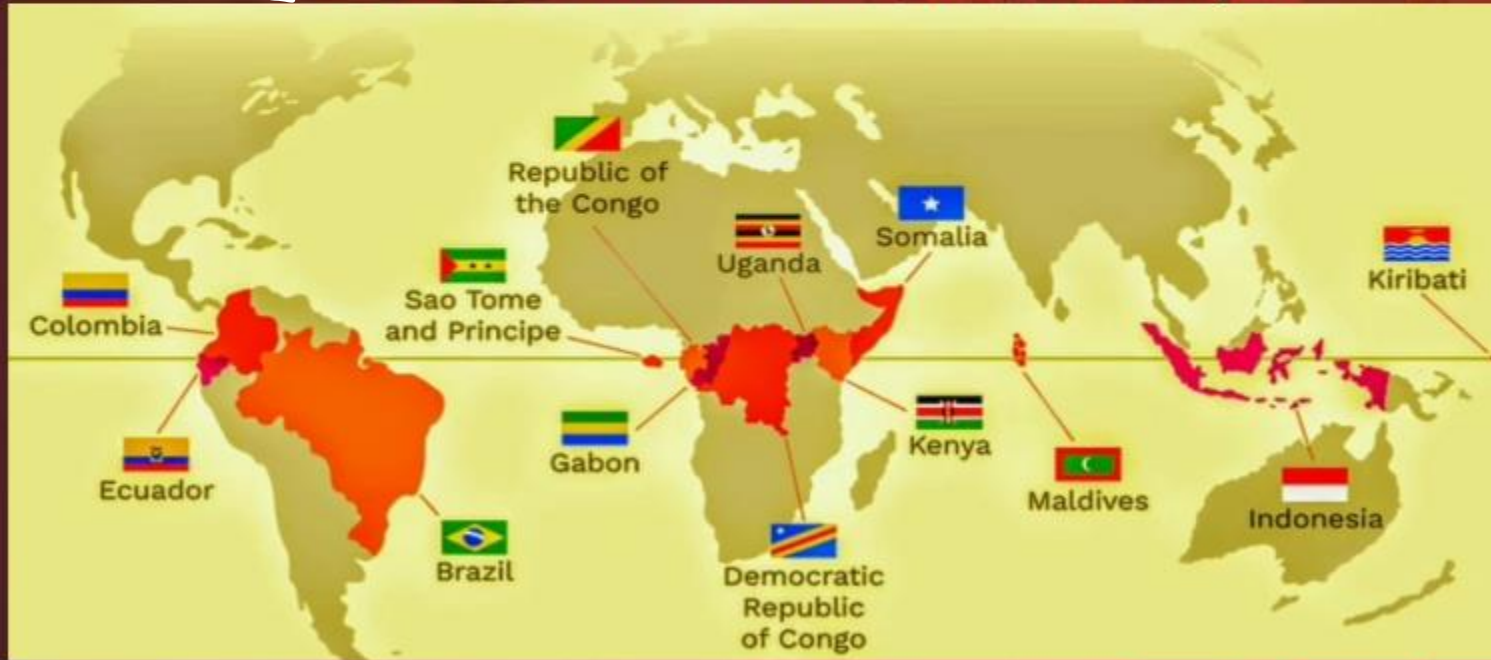 Republic of
the Congo
Somalia
Uganda
Kiribati
Sao Tome
and Principe
Colombia
Kenya
Gabon
Ecuador
Maldives
Indonesia
Brazil
Democratic
Republic
of Congo